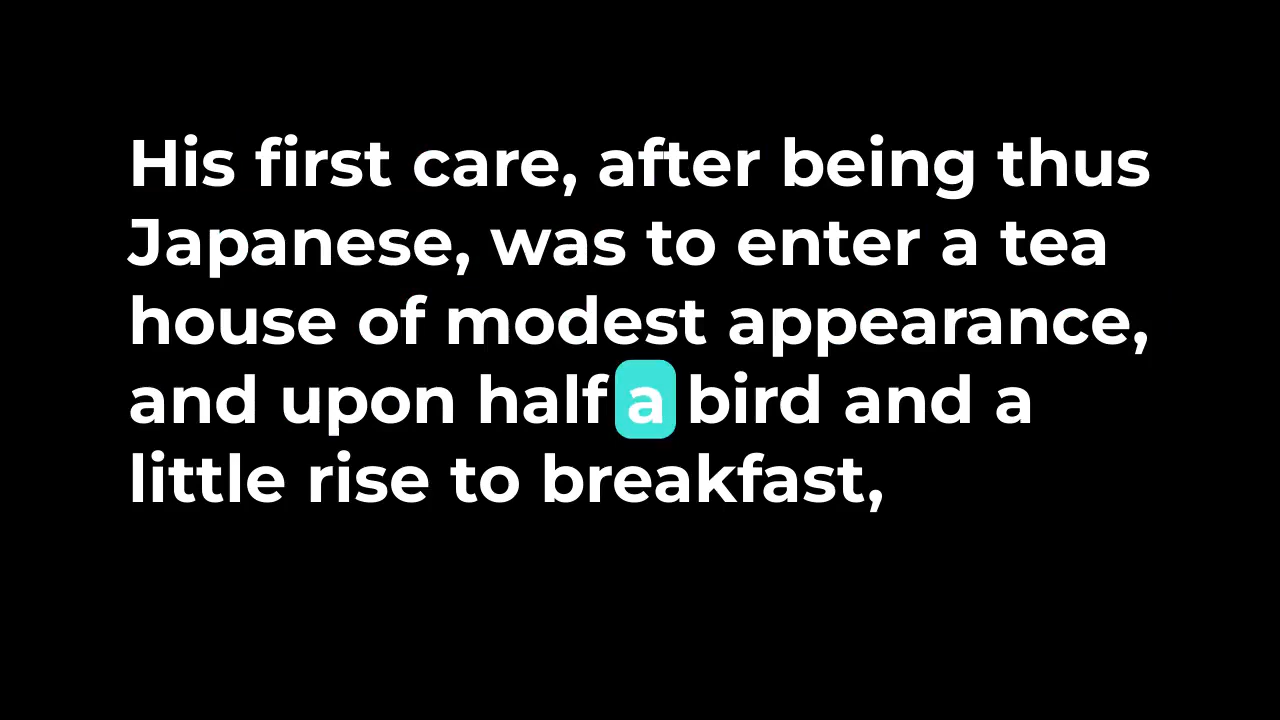 His first care, after being thus
Japanese, was to enter a tea
house of modest appearance,
and upon half a bird and a
little rise to breakfast,